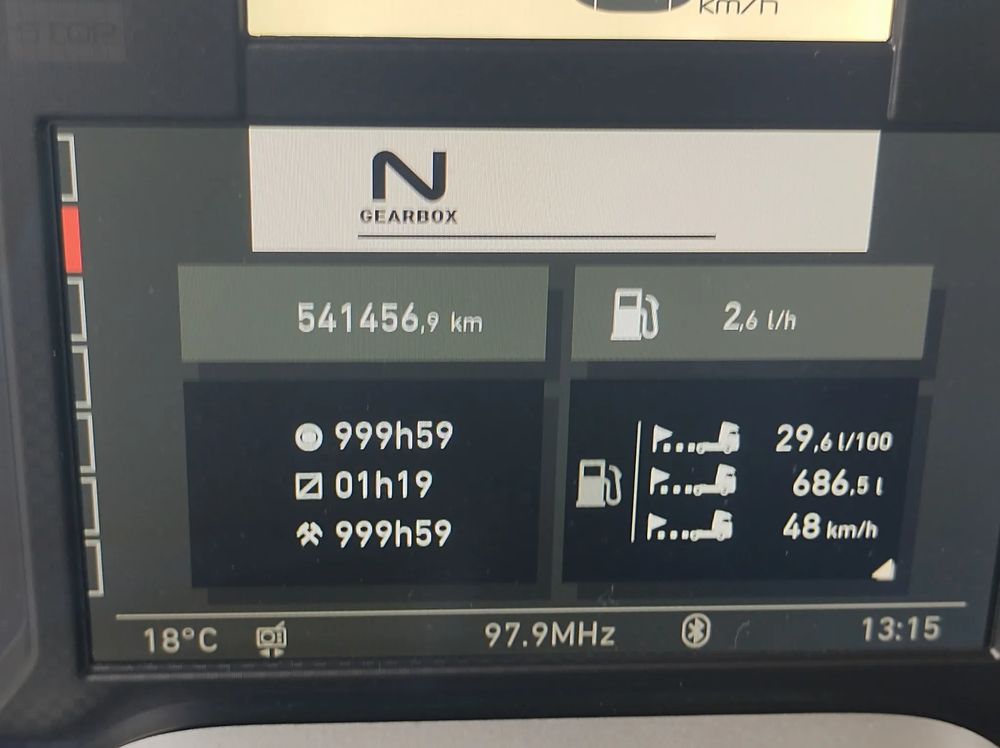 STOP
km/h
N
GEARBOX
541456,9 km
2,6 l/h
999h59
01h19
999h59
29,6 l/100
686,5 l
48 km/h
18°C
97.9MHz
13:15